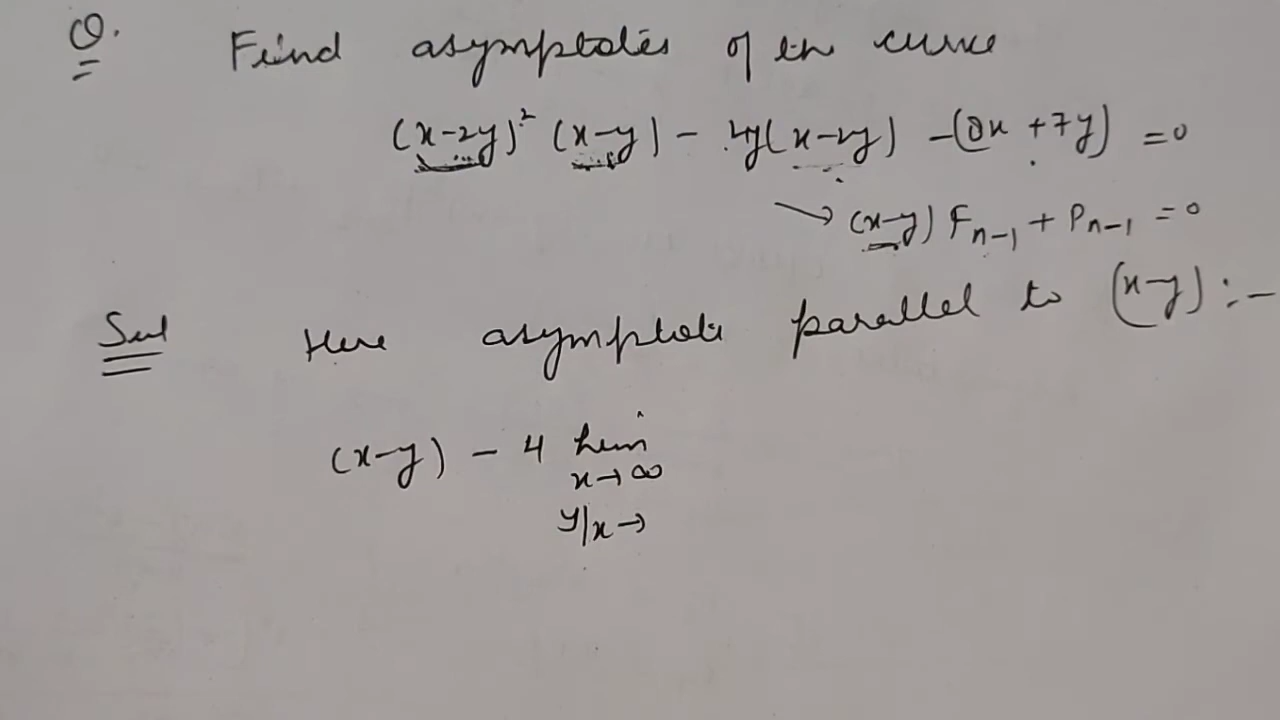 Q. Find asymptotes of the curve
(x-2y)² (x-y) - 4y(x-2y) - (8x + 7y) = 0
→ (x-y) Fn-1 + Pn-1 = 0
Sol Here asymptote parallel to (x-y) :-
(x-y) - 4 lim
x→∞
y/x→